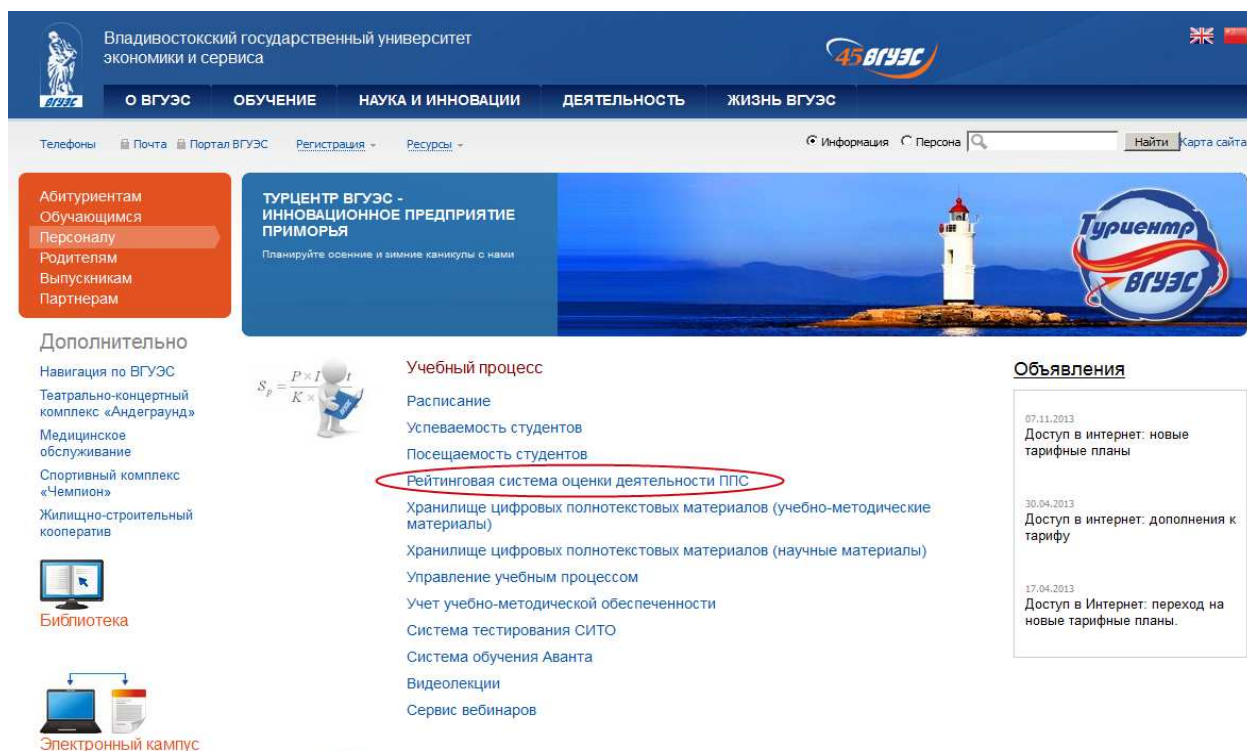 Владивостокский государственный университет
экономики и сервиса
45 ВГУЭС
ВГУЭС
О ВГУЭС ОБУЧЕНИЕ НАУКА И ИННОВАЦИИ ДЕЯТЕЛЬНОСТЬ ЖИЗНЬ ВГУЭС
Телефоны Почта Портал ВГУЭС Регистрация Ресурсы Информация Персона Найти Карта сайта
Абитуриентам
Обучающимся
Персоналу
Родителям
Выпускникам
Партнерам
ТУРЦЕНТР ВГУЭС -
ИННОВАЦИОННОЕ ПРЕДПРИЯТИЕ
ПРИМОРЬЯ
Планируйте осенние и зимние каникулы с нами
Турцентр
ВГУЭС
Дополнительно
Навигация по ВГУЭС
Театрально-концертный
комплекс «Андеграунд»
Медицинское
обслуживание
Спортивный комплекс
«Чемпион»
Жилищно-строительный
кооператив
Библиотека
Электронный кампус
S_p = P × I t
K ×
ВГУЭС
Учебный процесс
Расписание
Успеваемость студентов
Посещаемость студентов
Рейтинговая система оценки деятельности ППС
Хранилище цифровых полнотекстовых материалов (учебно-методические
материалы)
Хранилище цифровых полнотекстовых материалов (научные материалы)
Управление учебным процессом
Учет учебно-методической обеспеченности
Система тестирования СИТО
Система обучения Аванта
Видеолекции
Сервис вебинаров
Объявления
07.11.2013
Доступ в интернет: новые
тарифные планы
30.04.2013
Доступ в интернет: дополнения к
тарифу
17.04.2013
Доступ в Интернет: переход на
новые тарифные планы.